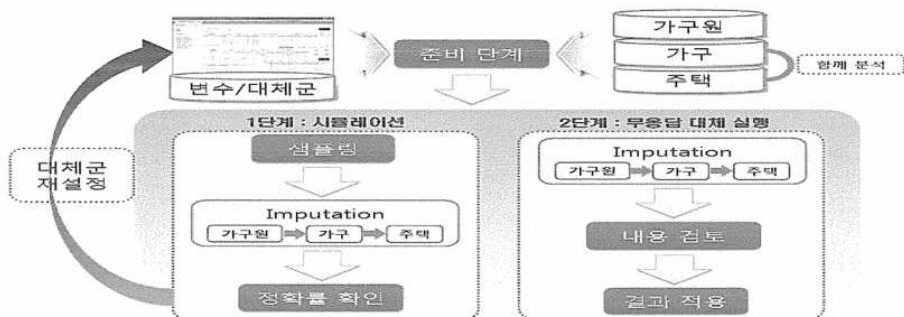 가구원
가구
주택
함께 분석
준비 단계
변수/대체군
대체군
재설정
1단계 : 시뮬레이션
샘플링
Imputation
가구원 가구 주택
정확률 확인
2단계 : 무응답 대체 실행
Imputation
가구원 가구 주택
내용 검토
결과 적용